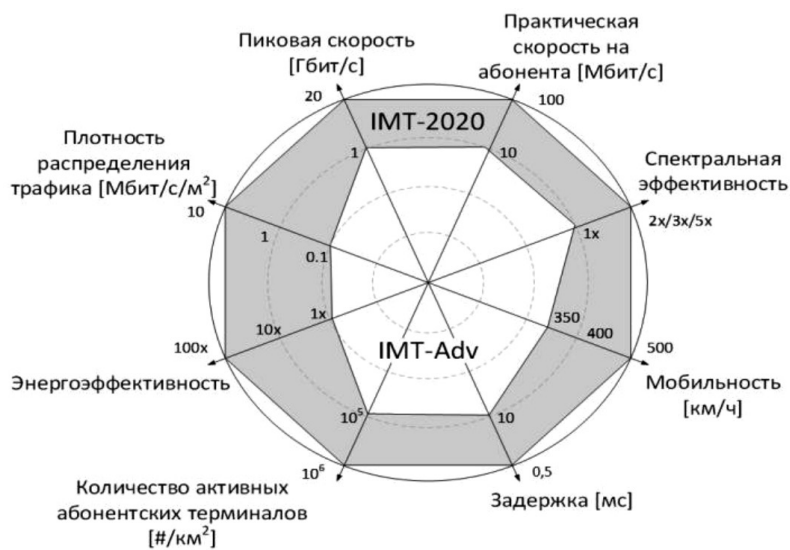 Пиковая скорость
[Гбит/с]
Практическая
скорость на
абонента [Мбит/с]
20
100
IMT-2020
Плотность
распределения
трафика [Мбит/с/м²]
1
10
Спектральная
эффективность
10
2x/3x/5x
1
1x
0.1
1x
350
10x
400
100x
500
IMT-Adv
Энергоэффективность
Мобильность
[км/ч]
10⁵
10
10⁶
0,5
Количество активных
абонентских терминалов
[#/км²]
Задержка [мс]